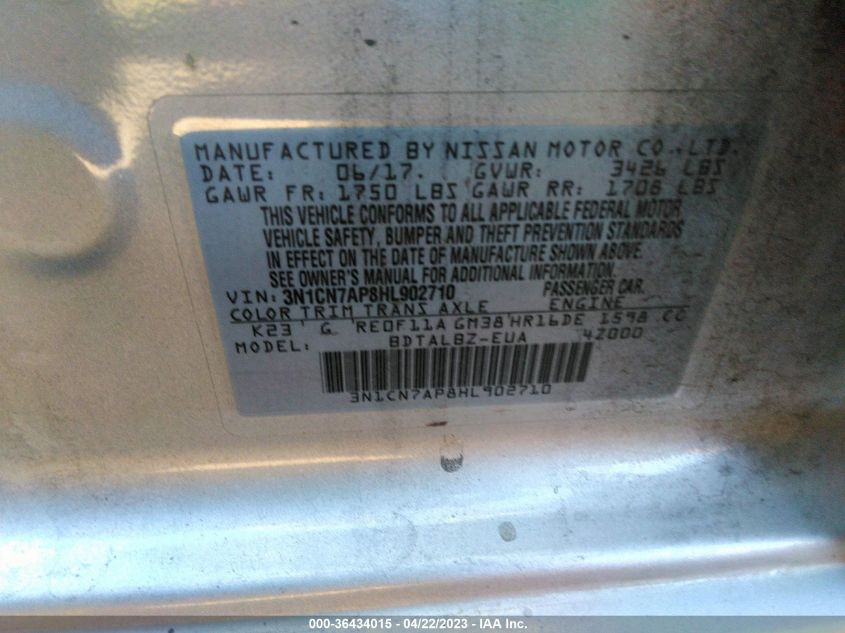 MANUFACTURED BY NISSAN MOTOR CO.,LTD.
DATE: 06/17. GVWR: 3426 LBS
GAWR FR: 1750 LBS GAWR RR: 1708 LBS
THIS VEHICLE CONFORMS TO ALL APPLICABLE FEDERAL MOTOR
VEHICLE SAFETY, BUMPER AND THEFT PREVENTION STANDARDS
IN EFFECT ON THE DATE OF MANUFACTURE SHOWN ABOVE.
SEE OWNER'S MANUAL FOR ADDITIONAL INFORMATION.
VIN: 3N1CN7AP8HL902710 PASSENGER CAR.
COLOR TRIM TRANS AXLE ENGINE
K23 G RE0F11A GM38 HR16DE 1598 CC
MODEL: BDTALBZ-EUA 42000
3N1CN7AP8HL902710
000-36434015 - 04/22/2023 - IAA Inc.